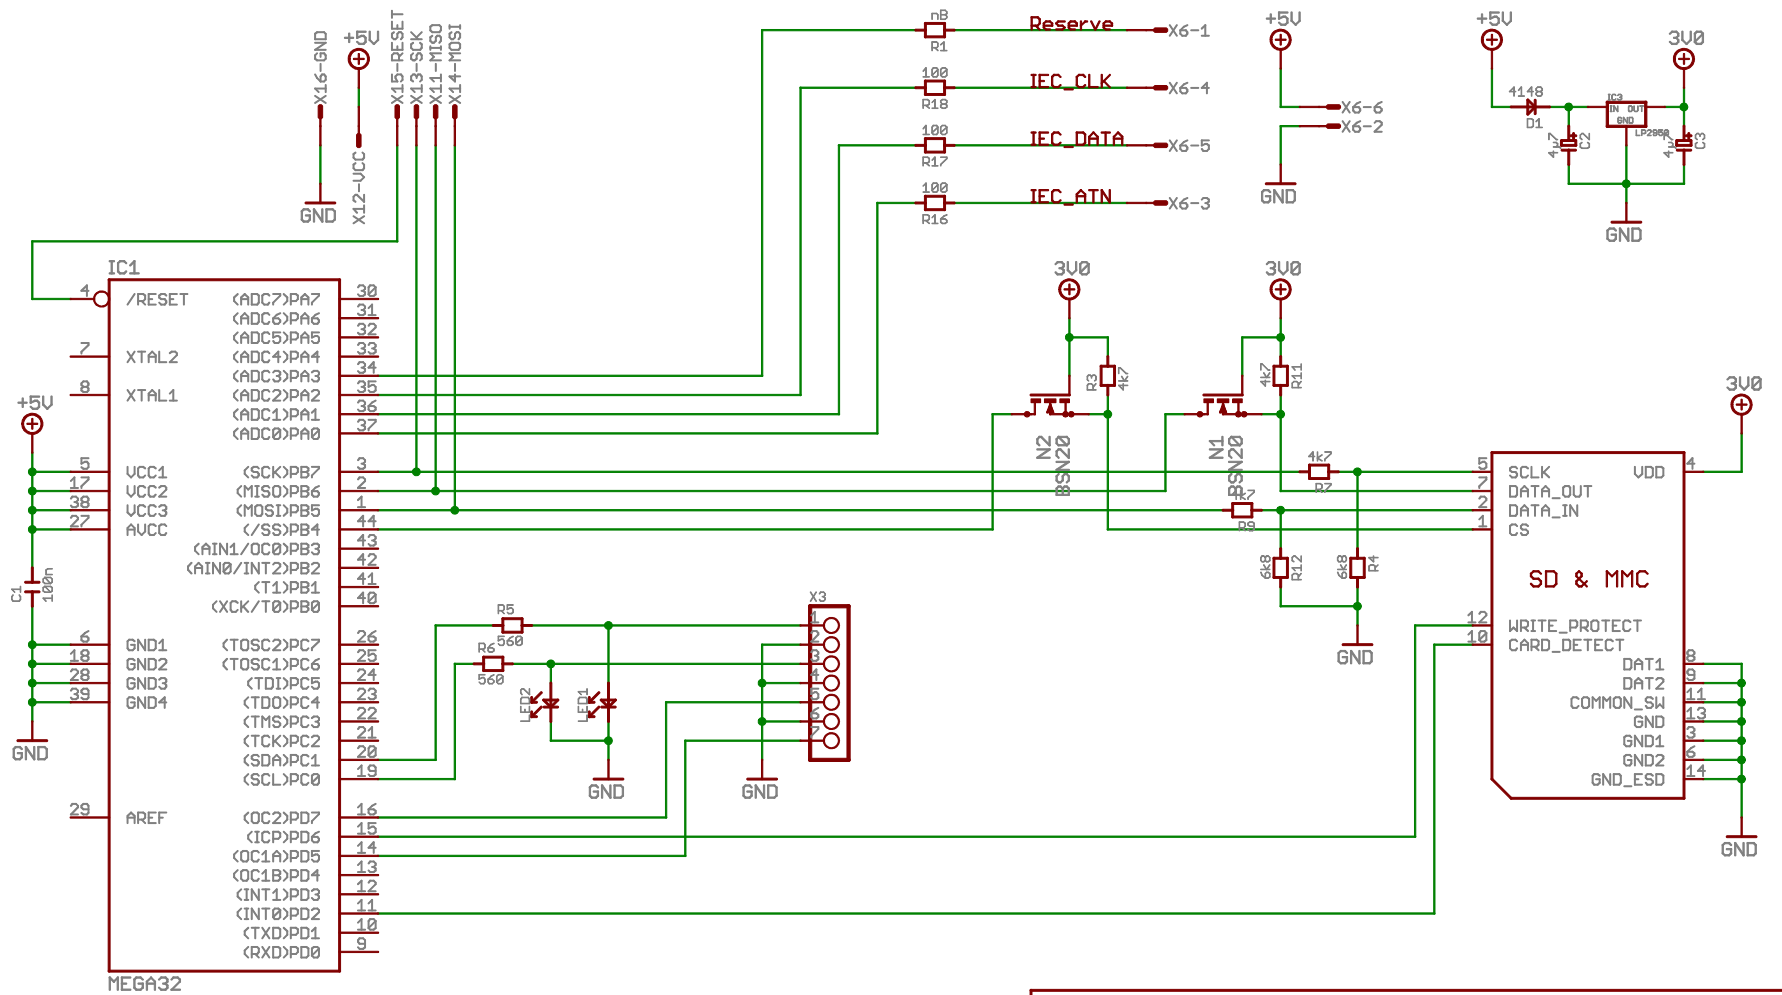 nB
Reserve
R1
X6-1
100
IEC_CLK
R18
X6-4
100
IEC_DATA
R17
X6-5
100
IEC_ATN
R16
X6-3
X16-GND
+5V
X12-VCC
X15-RESET
X13-SCK
X11-MISO
X14-MOSI
GND
+5V
X6-6
X6-2
GND
+5V
3V0
4148
D1
IC3
IN OUT
GND
LP2950
4µ7
C2
4µ7
C3
GND
IC1
4 /RESET
7 XTAL2
8 XTAL1
+5V
5 VCC1
17 VCC2
38 VCC3
27 AVCC
C1
100n
6 GND1
18 GND2
28 GND3
39 GND4
GND
29 AREF
MEGA32
(ADC7)PA7 30
(ADC6)PA6 31
(ADC5)PA5 32
(ADC4)PA4 33
(ADC3)PA3 34
(ADC2)PA2 35
(ADC1)PA1 36
(ADC0)PA0 37
(SCK)PB7 3
(MISO)PB6 2
(MOSI)PB5 1
(/SS)PB4 44
(AIN1/OC0)PB3 43
(AIN0/INT2)PB2 42
(T1)PB1 41
(XCK/T0)PB0 40
(TOSC2)PC7 26
(TOSC1)PC6 25
(TDI)PC5 24
(TDO)PC4 23
(TMS)PC3 22
(TCK)PC2 21
(SDA)PC1 20
(SCL)PC0 19
(OC2)PD7 16
(ICP)PD6 15
(OC1A)PD5 14
(OC1B)PD4 13
(INT1)PD3 12
(INT0)PD2 11
(TXD)PD1 10
(RXD)PD0 9
R5
560
R6
560
LED2
LED1
GND
X3
1
2
3
4
5
6
7
GND
3V0
R3
4k7
N2
BSN20
3V0
4k7
R11
N1
BSN20
4k7
R7
4k7
R9
6k8
R12
6k8
R4
GND
3V0
5 SCLK
7 DATA_OUT
2 DATA_IN
1 CS
VDD 4
SD & MMC
12 WRITE_PROTECT
10 CARD_DETECT
DAT1 8
DAT2 9
COMMON_SW 11
GND 13
GND1 3
GND2 6
GND_ESD 14
GND